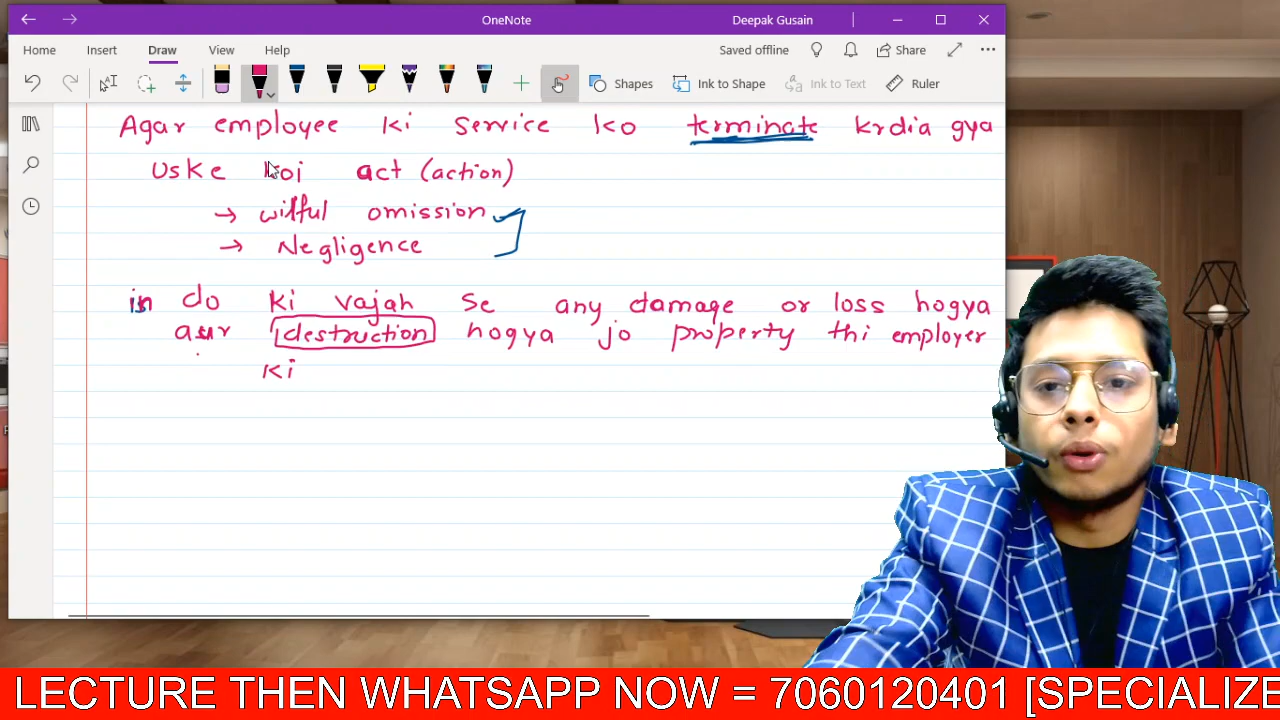 OneNote
Deepak Gusain
Home Insert Draw View Help
Saved offline
Share
Shapes
Ink to Shape
Ink to Text
Ruler
Agar employee ki service ko terminate krdia gya
Uske koi act (action)
→ wilful omission
→ Negligence
in do ki vajah se any damage or loss hogya
aur destruction hogya jo property thi employer
ki
LECTURE THEN WHATSAPP NOW = 7060120401 [SPECIALIZE